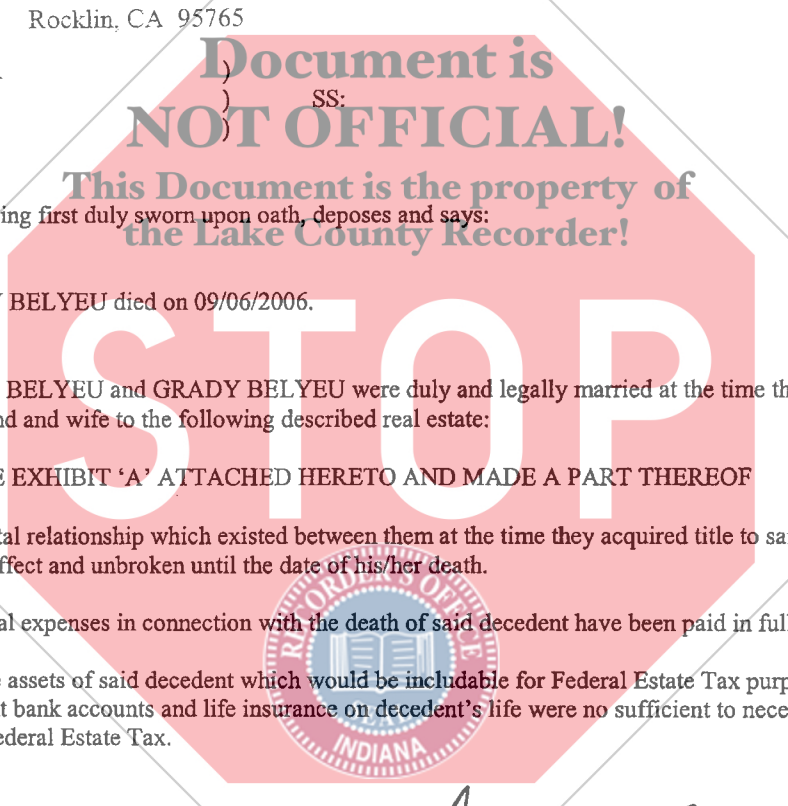 Rocklin, CA 95765
Document is
) SS:
)
)
NOT OFFICIAL!
This Document is the property of
ing first duly sworn upon oath, deposes and says:
the Lake County Recorder!
BELYEU died on 09/06/2006.
STOP
BELYEU and GRADY BELYEU were duly and legally married at the time th
nd and wife to the following described real estate:
E EXHIBIT 'A' ATTACHED HERETO AND MADE A PART THEREOF
tal relationship which existed between them at the time they acquired title to sa
ffect and unbroken until the date of his/her death.
RECORDER'S OFFICE
al expenses in connection with the death of said decedent have been paid in full
e assets of said decedent which would be includable for Federal Estate Tax purp
t bank accounts and life insurance on decedent's life were no sufficient to nece
ederal Estate Tax.
INDIANA